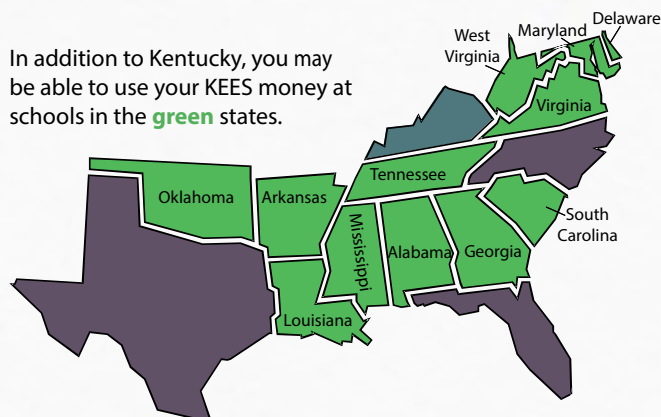 In addition to Kentucky, you may
be able to use your KEES money at
schools in the green states.
West
Virginia
Maryland
Delaware
Virginia
Tennessee
Oklahoma
Arkansas
Mississippi
Alabama
Georgia
South
Carolina
Louisiana